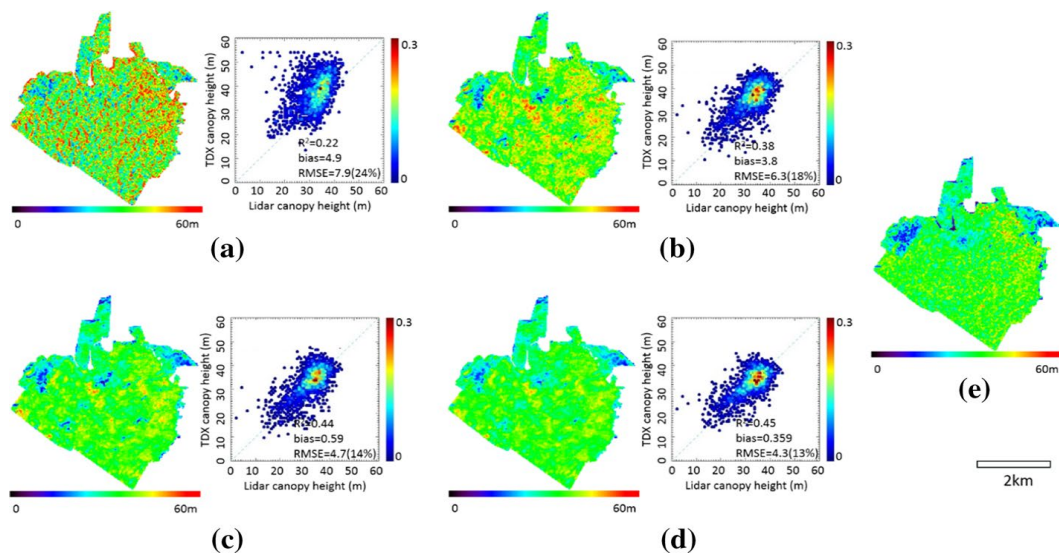 60
50
40
30
20
10
0
TDX canopy height (m)
0 10 20 30 40 50 60
Lidar canopy height (m)
R²=0.22
bias=4.9
RMSE=7.9(24%)
0.3
0
0 60m
(a)
60
50
40
30
20
10
0
TDX canopy height (m)
0 10 20 30 40 50 60
Lidar canopy height (m)
R²=0.38
bias=3.8
RMSE=6.3(18%)
0.3
0
0 60m
(b)
60
50
40
30
20
10
0
TDX canopy height (m)
0 10 20 30 40 50 60
Lidar canopy height (m)
R²=0.44
bias=0.59
RMSE=4.7(14%)
0.3
0
0 60m
(c)
60
50
40
30
20
10
0
TDX canopy height (m)
0 10 20 30 40 50 60
Lidar canopy height (m)
R²=0.45
bias=0.359
RMSE=4.3(13%)
0.3
0
0 60m
(d)
0 60m
(e)
2km